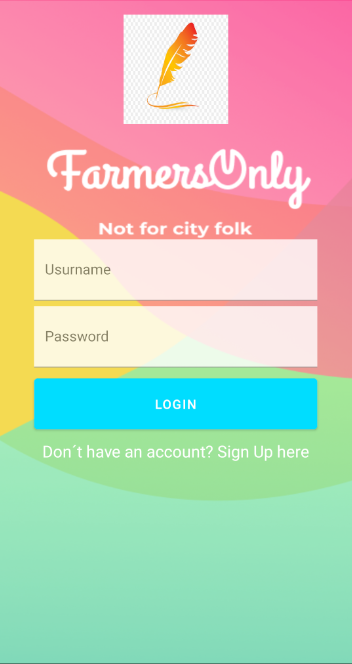 FarmersOnly
Not for city folk
Usurname
Password
LOGIN
Don´t have an account? Sign Up here